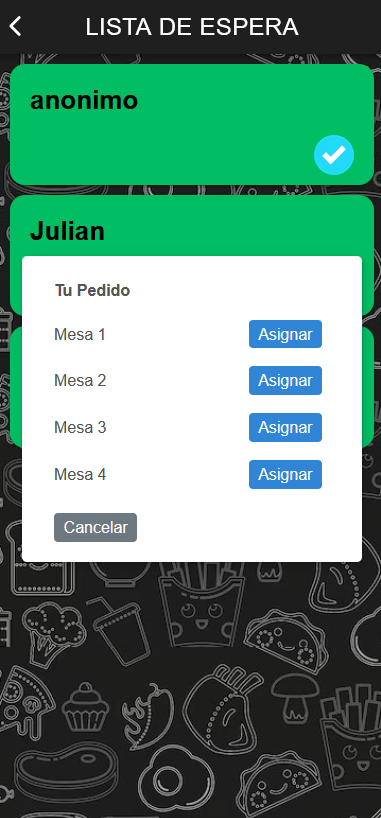 LISTA DE ESPERA
anonimo
Julian
Tu Pedido
Mesa 1 Asignar
Mesa 2 Asignar
Mesa 3 Asignar
Mesa 4 Asignar
Cancelar